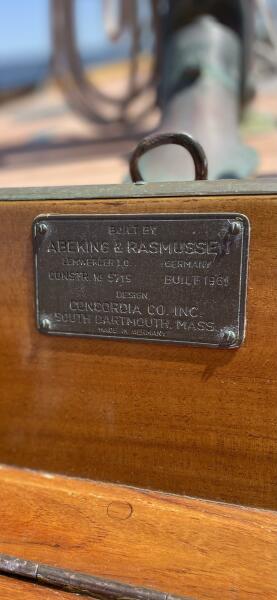 BUILT BY
ABEKING & RASMUSSEN
LEMWERDER I.O. GERMANY
CONSTR. № 5715 BUILT 1961
DESIGN
CONCORDIA CO. INC.
SOUTH DARTMOUTH, MASS.
MADE IN GERMANY